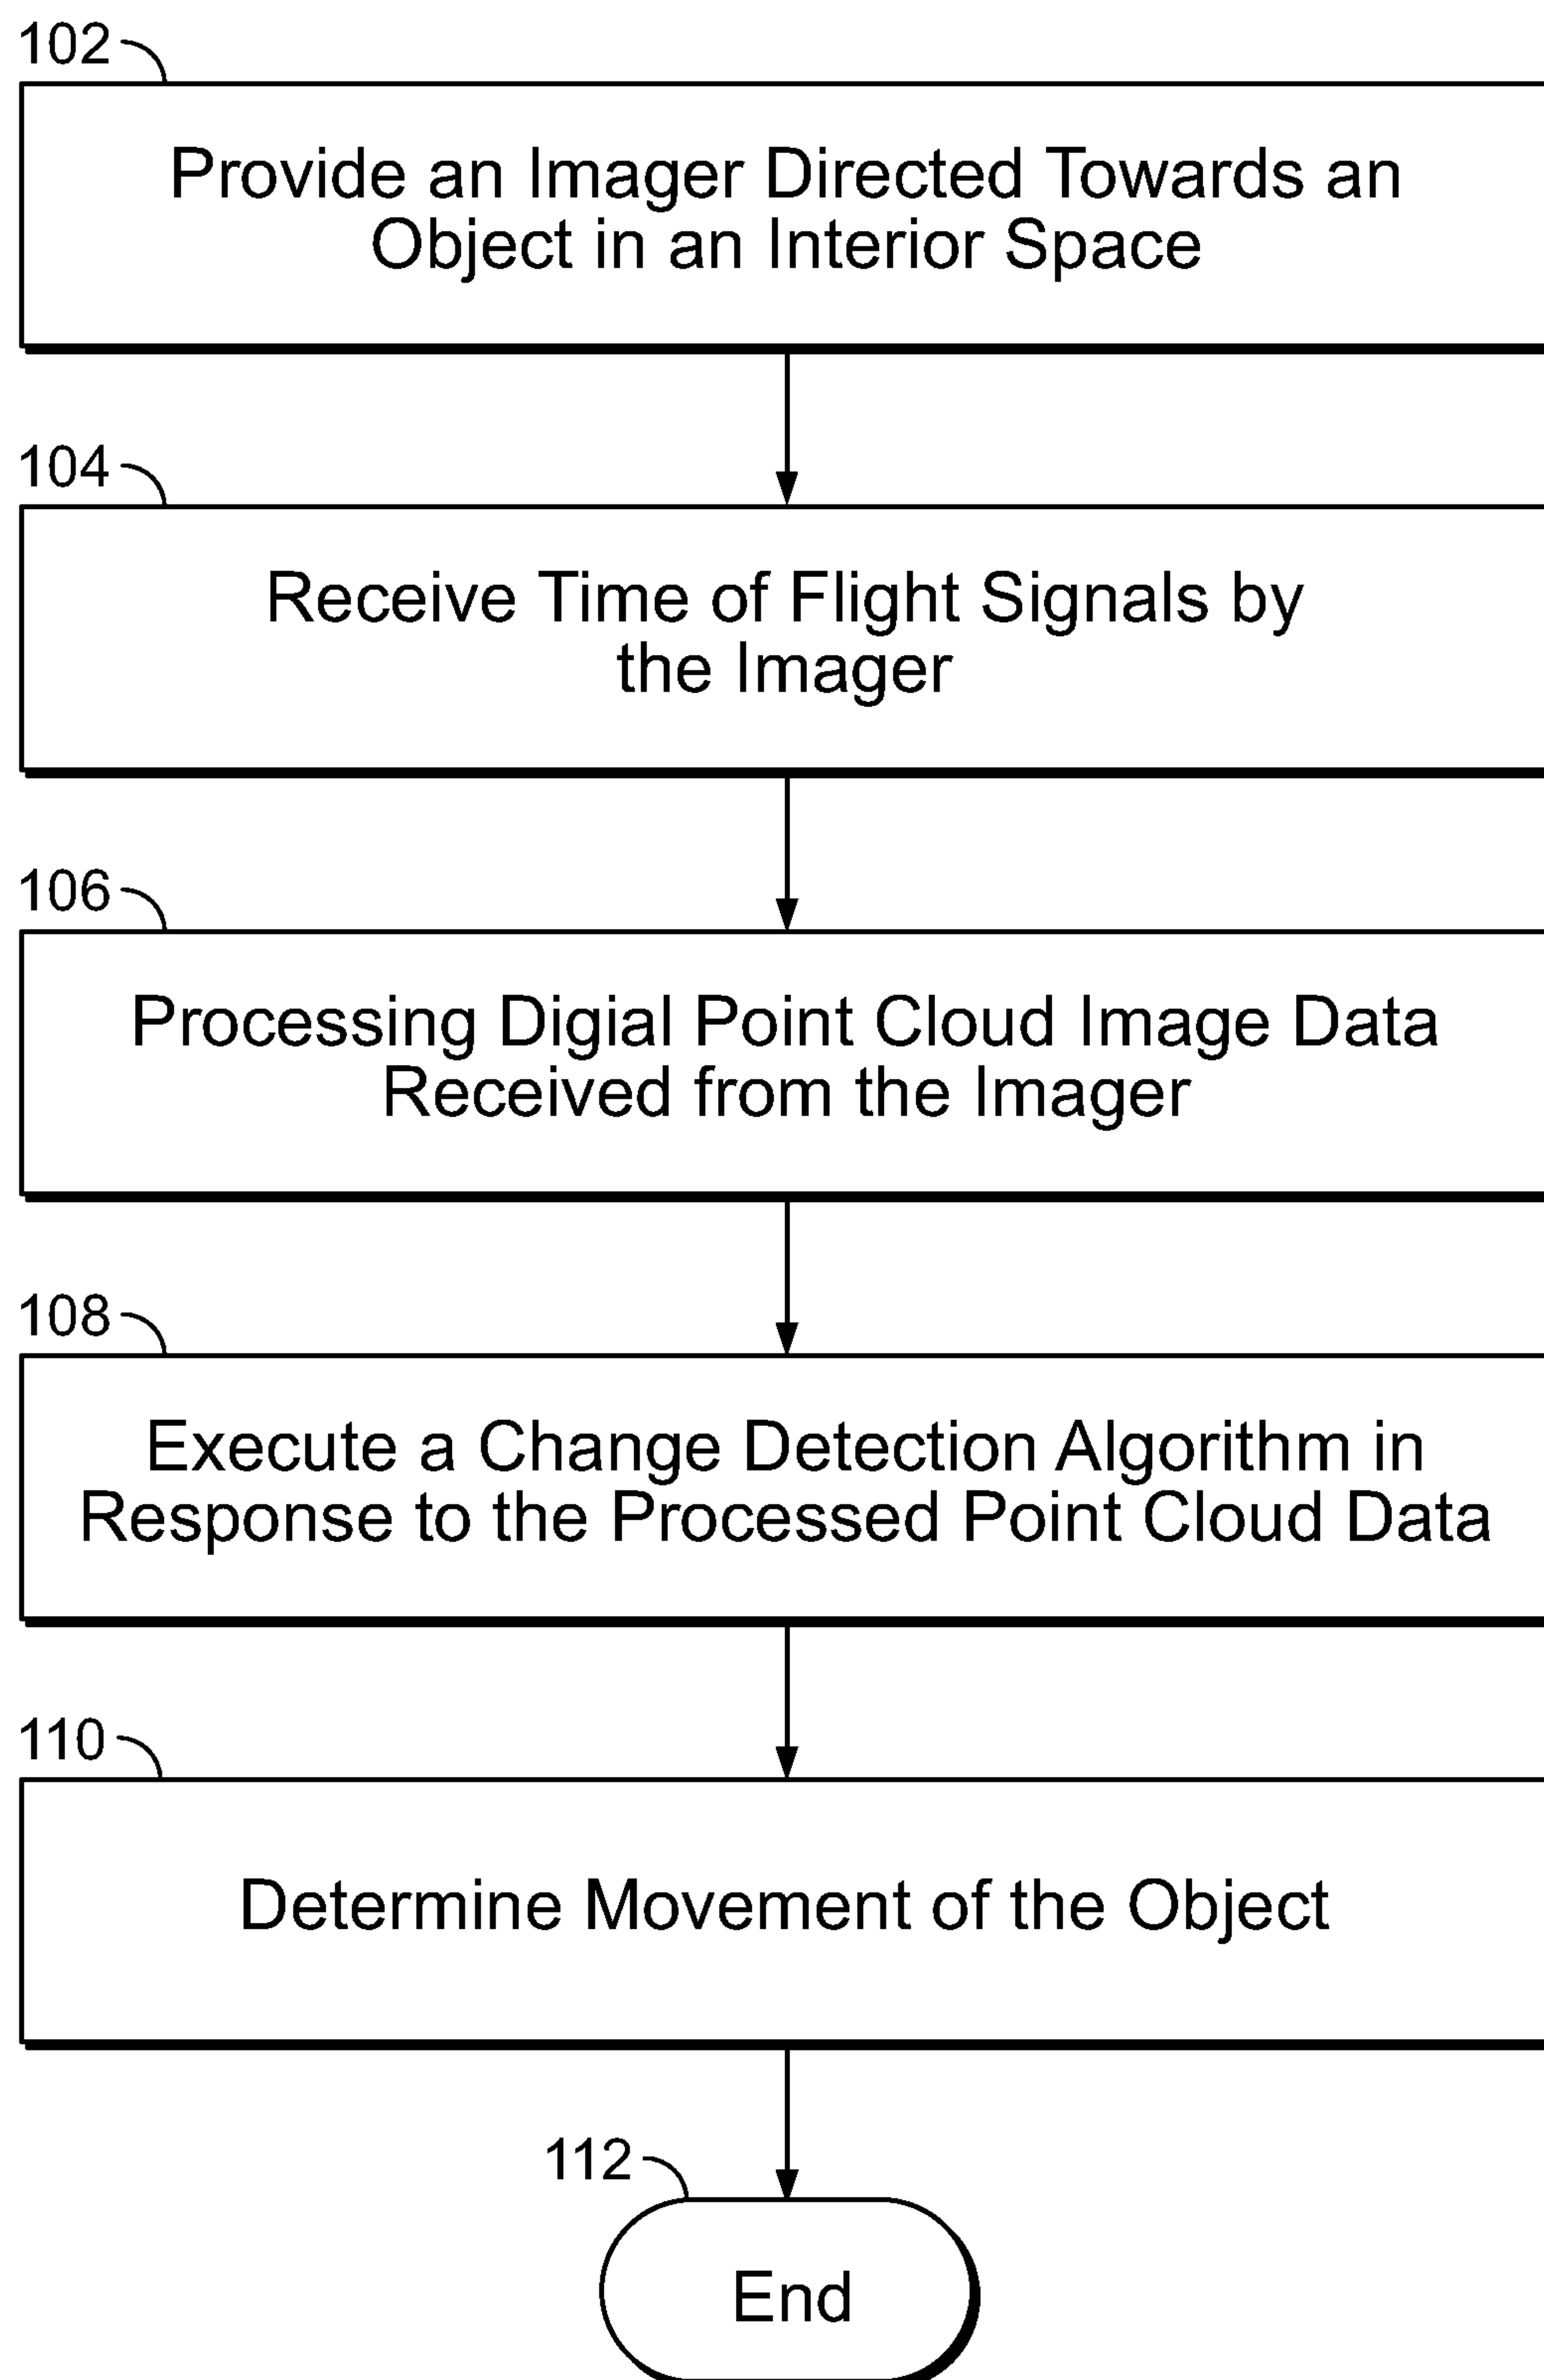 102
Provide an Imager Directed Towards an
Object in an Interior Space
104
Receive Time of Flight Signals by
the Imager
106
Processing Digial Point Cloud Image Data
Received from the Imager
108
Execute a Change Detection Algorithm in
Response to the Processed Point Cloud Data
110
Determine Movement of the Object
112
End